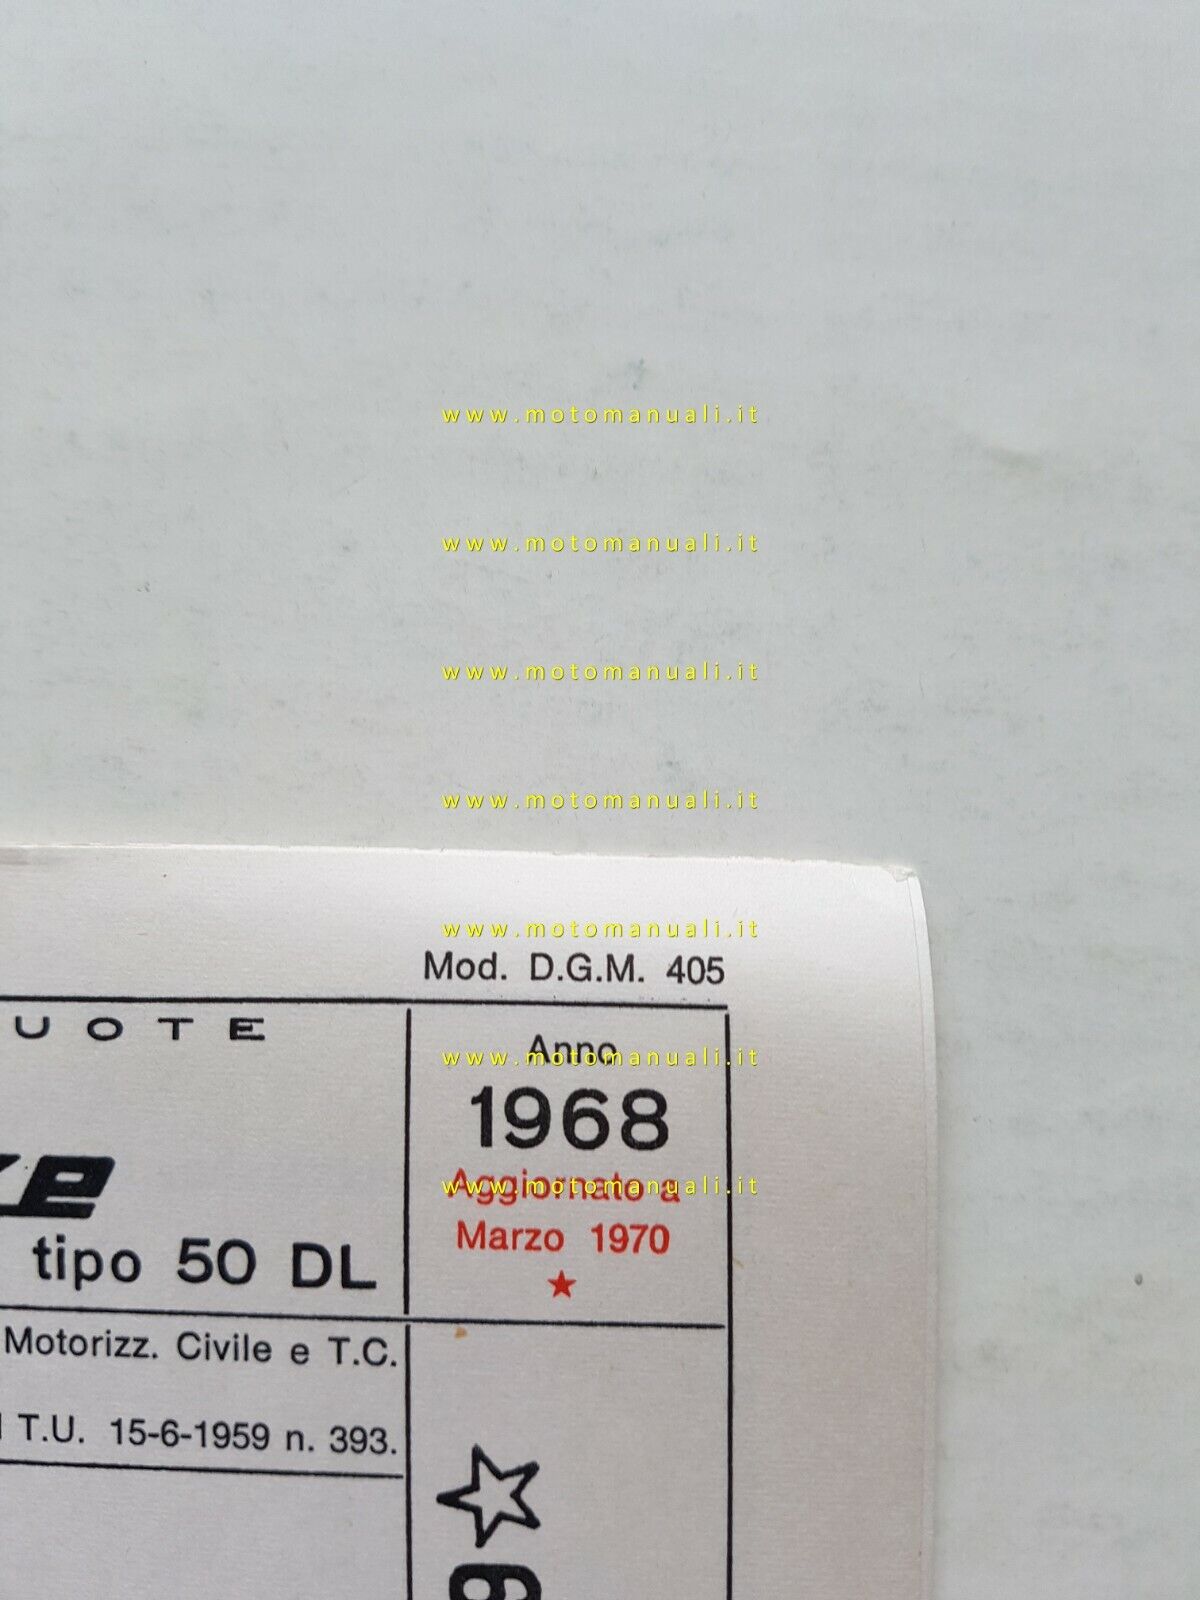 www.motomanuali.it
www.motomanuali.it
www.motomanuali.it
www.motomanuali.it
www.motomanuali.it
Mod. D.G.M. 405
UOTE
Anno
www.motomanuali.it
1968
Aggiornato a
www.motomanuali.it
Marzo 1970
tipo 50 DL
Motorizz. Civile e T.C.
T.U. 15-6-1959 n. 393.